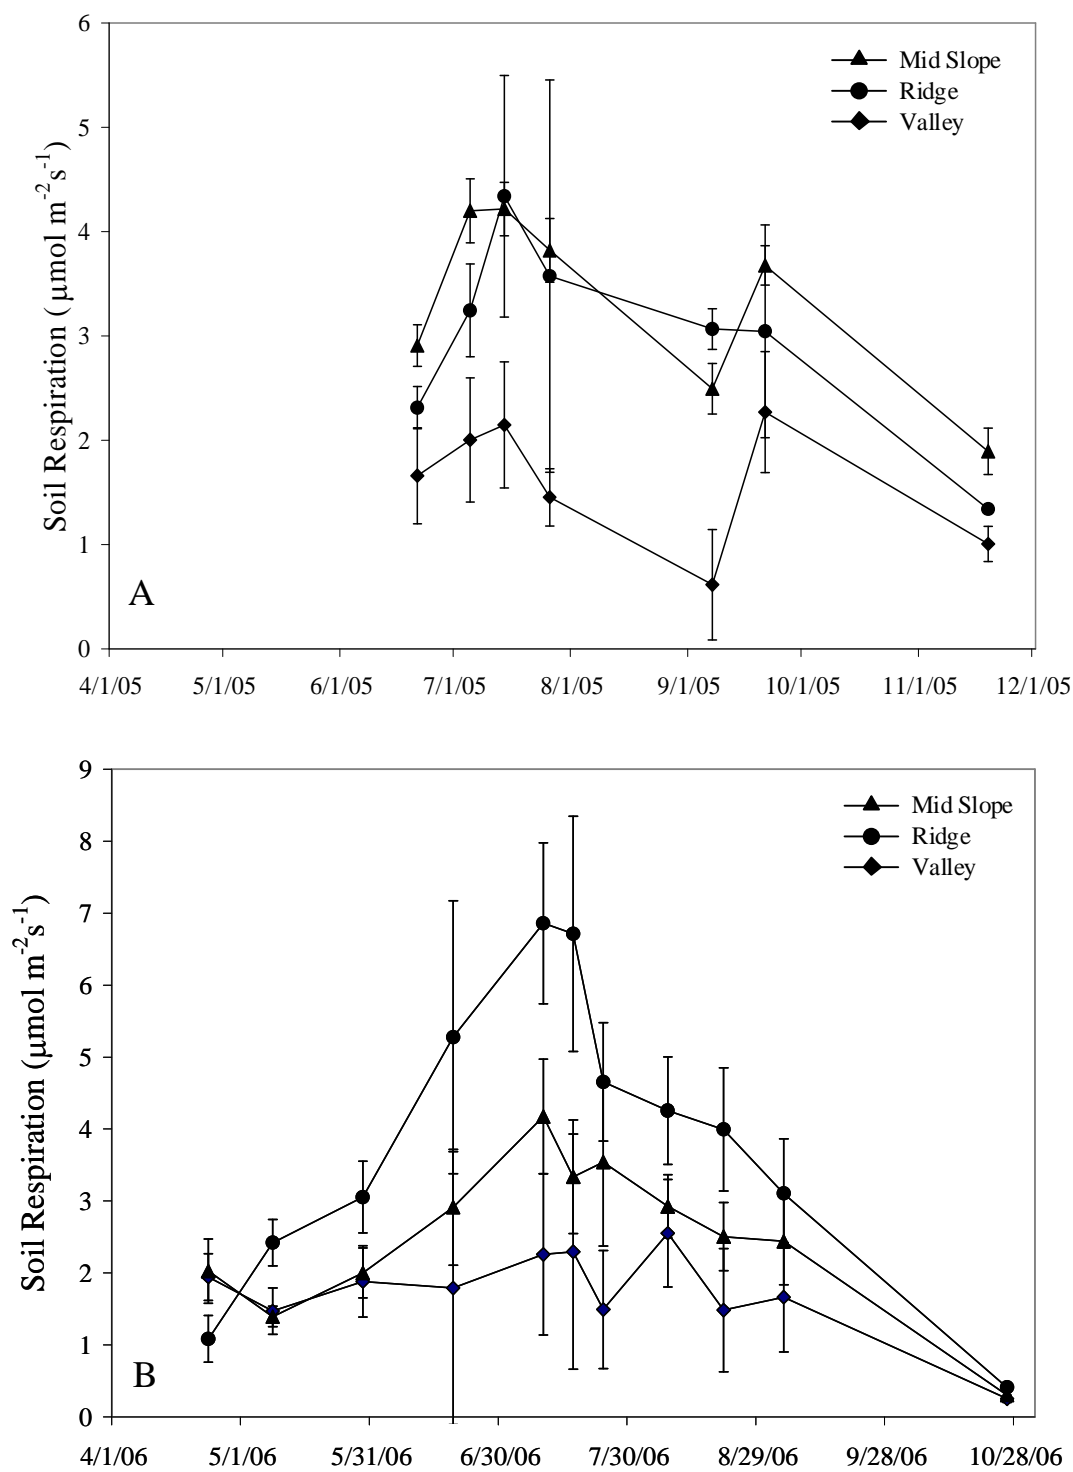 6
5
4
3
2
1
0
Soil Respiration ( μmol m⁻²s⁻¹)
Mid Slope
Ridge
Valley
A
4/1/05 5/1/05 6/1/05 7/1/05 8/1/05 9/1/05 10/1/05 11/1/05 12/1/05
9
8
7
6
5
4
3
2
1
0
Soil Respiration (μmol m⁻²s⁻¹)
Mid Slope
Ridge
Valley
B
4/1/06 5/1/06 5/31/06 6/30/06 7/30/06 8/29/06 9/28/06 10/28/06